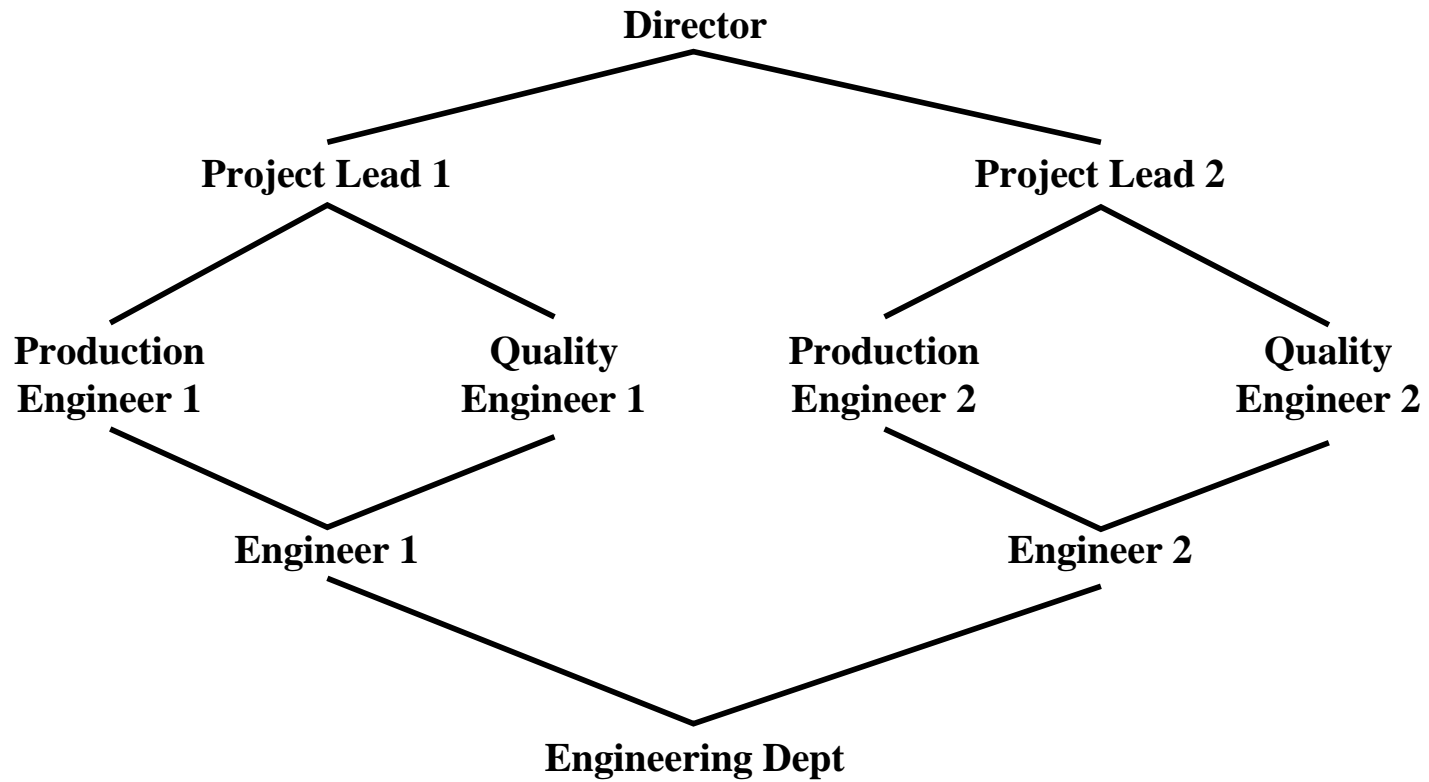 Director
Project Lead 1
Project Lead 2
Production
Engineer 1
Quality
Engineer 1
Production
Engineer 2
Quality
Engineer 2
Engineer 1
Engineer 2
Engineering Dept